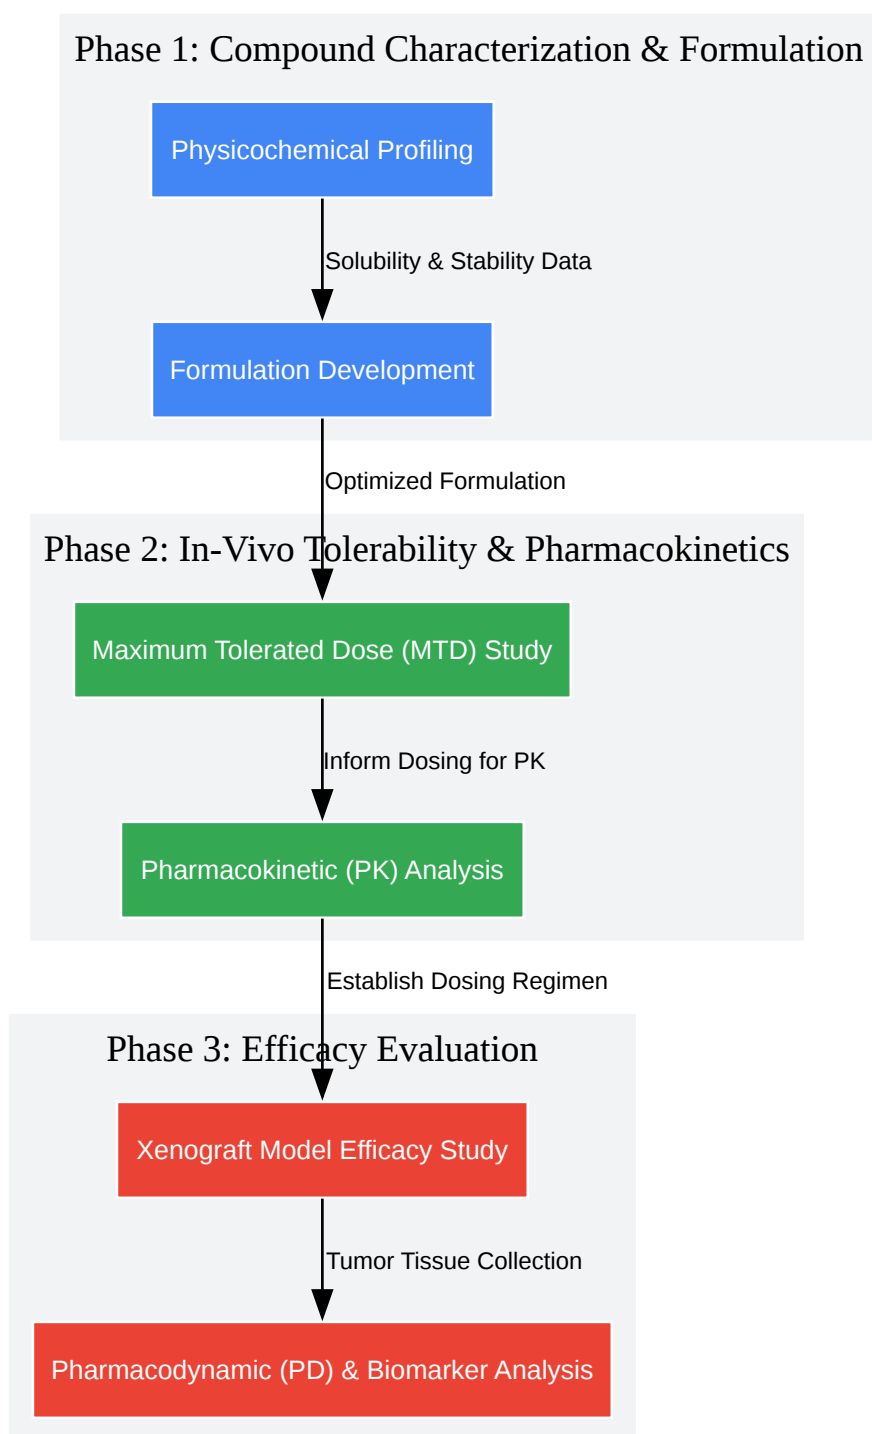 Phase 1: Compound Characterization & Formulation
Physicochemical Profiling
Solubility & Stability Data
Formulation Development
Optimized Formulation
Phase 2: In-Vivo Tolerability & Pharmacokinetics
Maximum Tolerated Dose (MTD) Study
Inform Dosing for PK
Pharmacokinetic (PK) Analysis
Establish Dosing Regimen
Phase 3: Efficacy Evaluation
Xenograft Model Efficacy Study
Tumor Tissue Collection
Pharmacodynamic (PD) & Biomarker Analysis